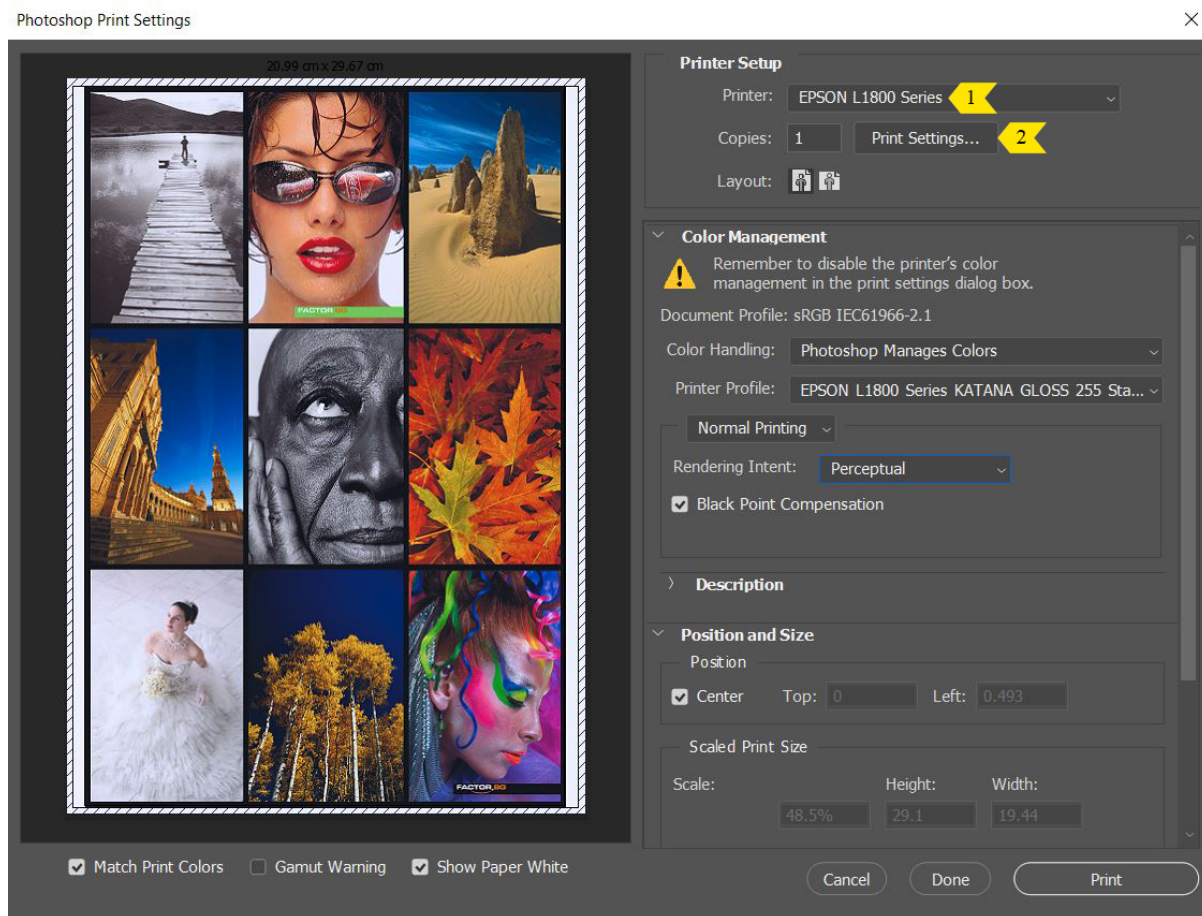 Photoshop Print Settings
20.99 cm x 29.67 cm
FACTOR.BG
FACTOR.BG
Match Print Colors
Gamut Warning
Show Paper White
Printer Setup
Printer: EPSON L1800 Series 1
Copies: 1 Print Settings... 2
Layout:
Color Management
Remember to disable the printer's color
management in the print settings dialog box.
Document Profile: sRGB IEC61966-2.1
Color Handling: Photoshop Manages Colors
Printer Profile: EPSON L1800 Series KATANA GLOSS 255 Sta...
Normal Printing
Rendering Intent: Perceptual
Black Point Compensation
Description
Position and Size
Position
Center Top: 0 Left: 0.493
Scaled Print Size
Scale: Height: Width:
48.5% 29.1 19.44
Cancel Done Print